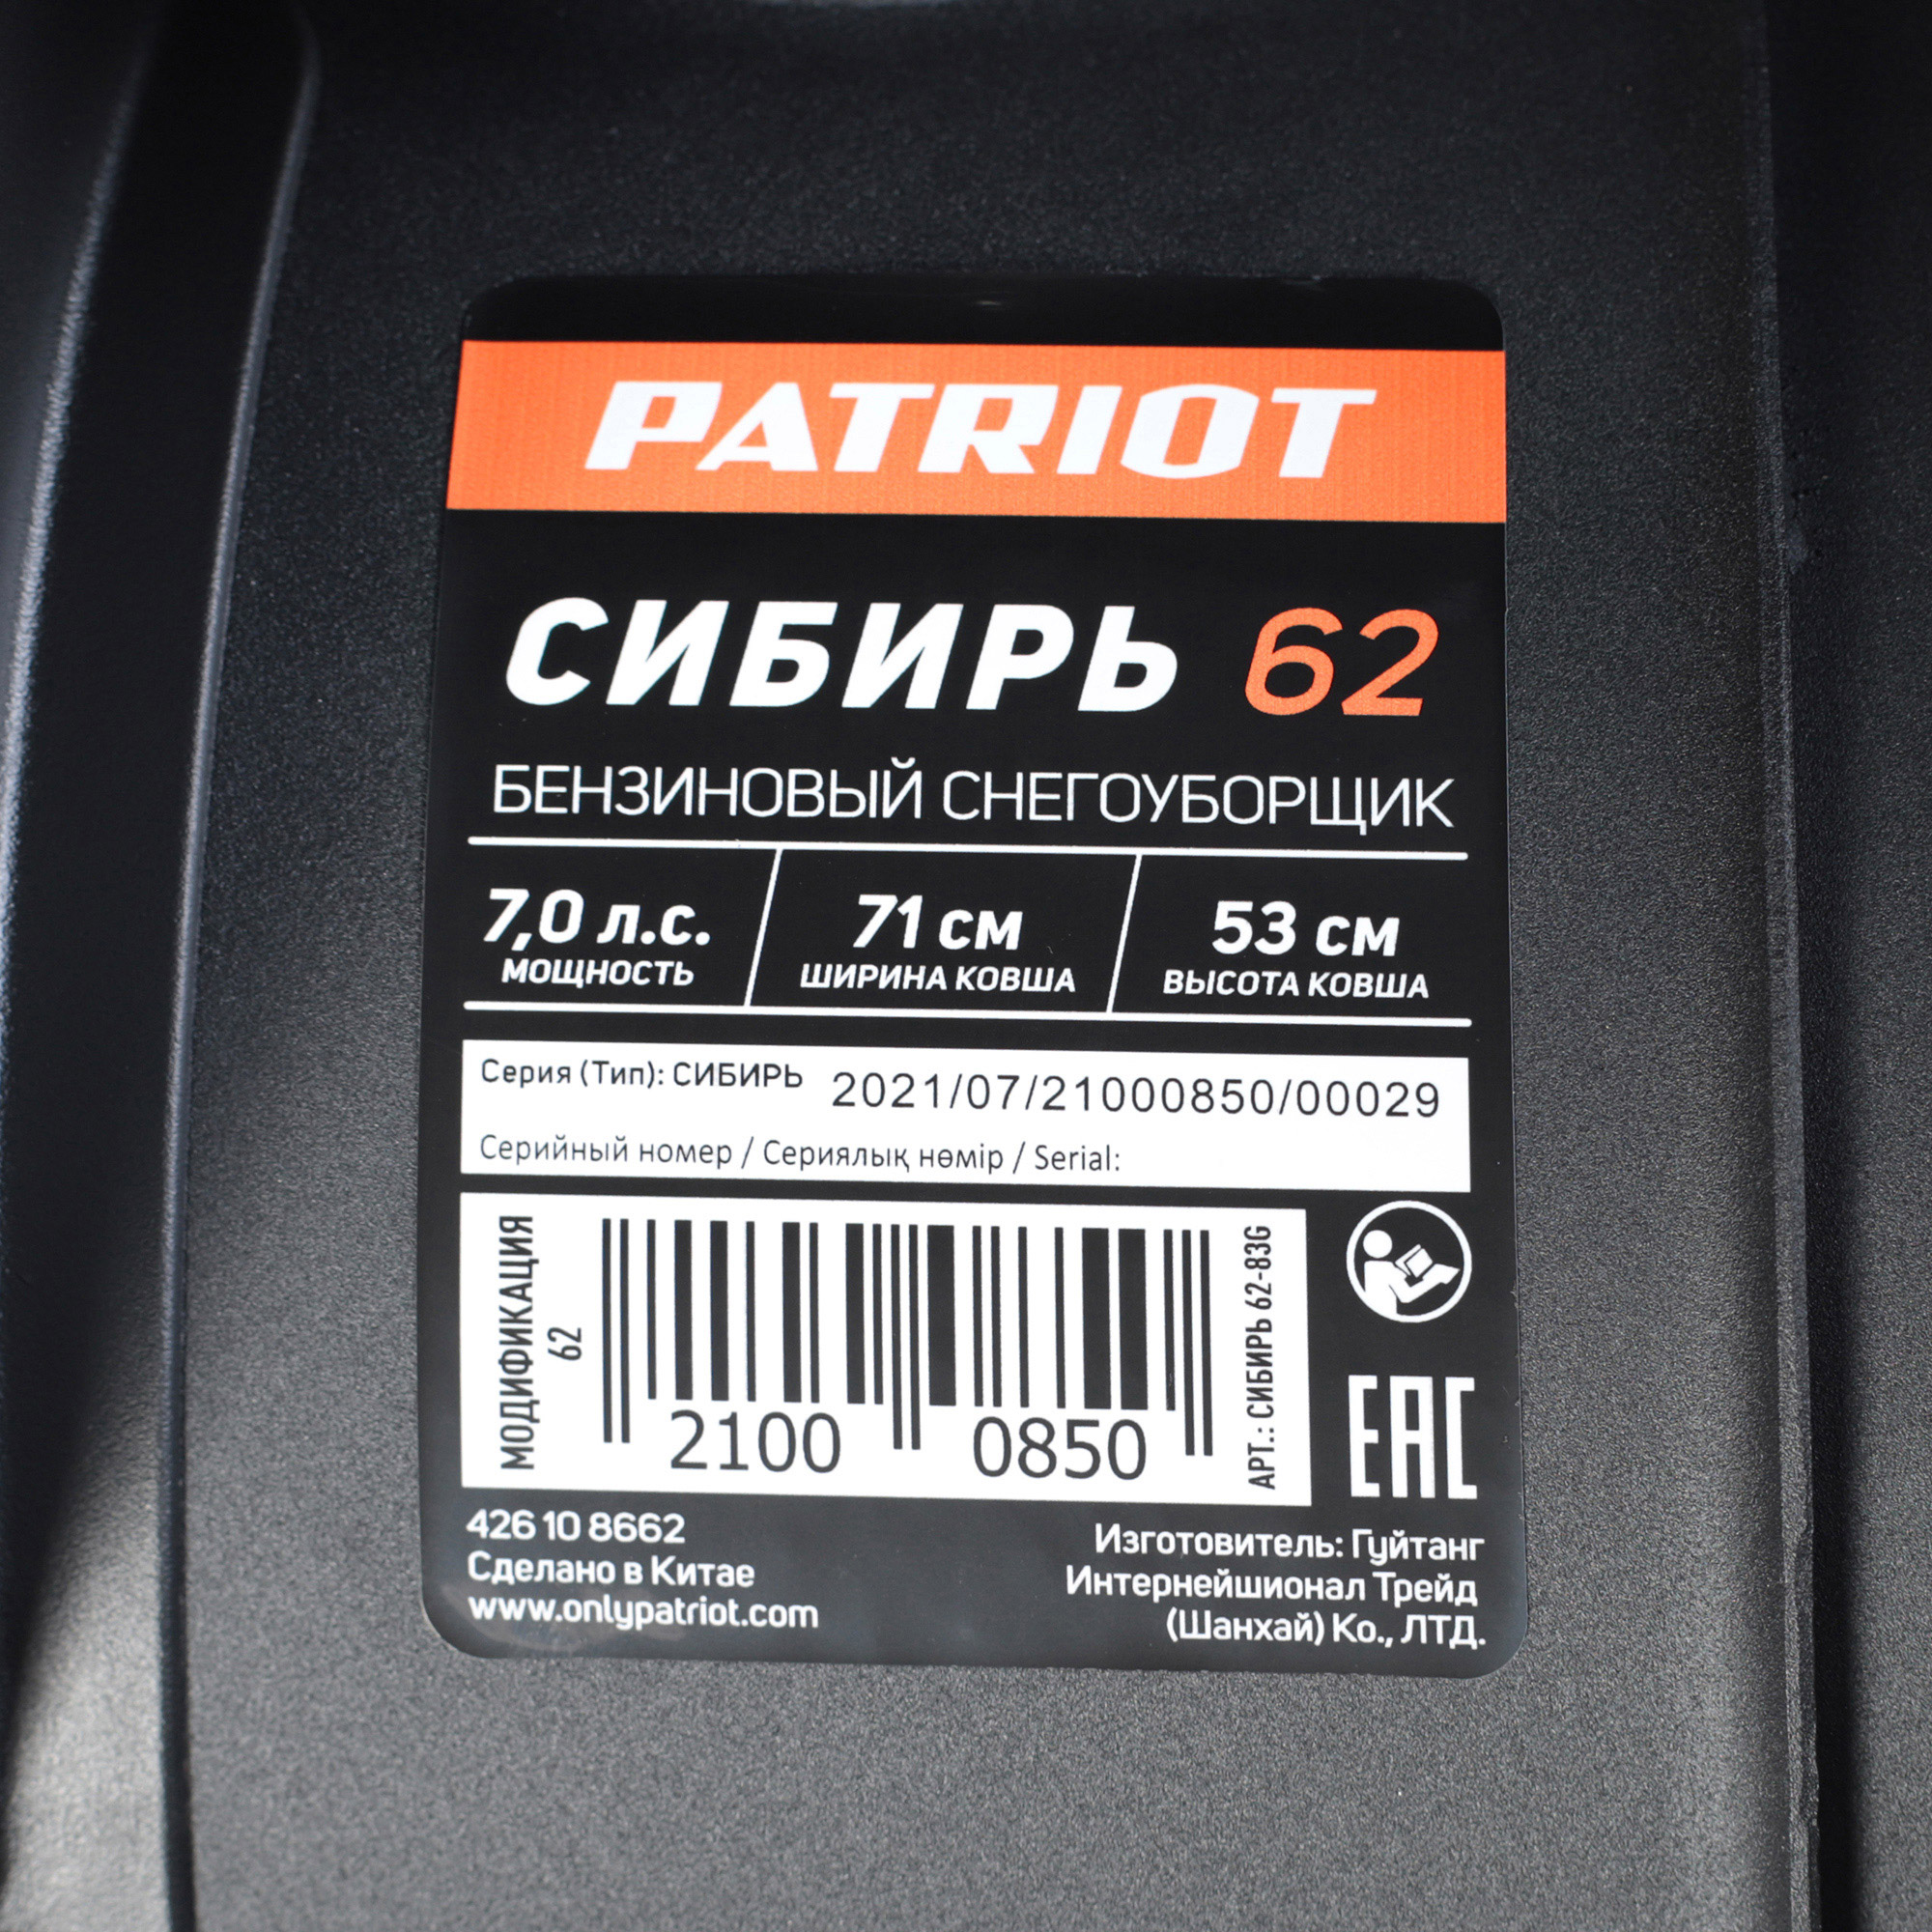 PATRIOT
СИБИРЬ 62
БЕНЗИНОВЫЙ СНЕГОУБОРЩИК
7,0 л.с.
МОЩНОСТЬ
71 см
ШИРИНА КОВША
53 см
ВЫСОТА КОВША
Серия (Тип): СИБИРЬ 2021/07/21000850/00029
Серийный номер / Сериялық нөмір / Serial:
МОДИФИКАЦИЯ
62
2100 0850
АРТ.: СИБИРЬ 62-83G
EAC
426 10 8662
Сделано в Китае
www.onlypatriot.com
Изготовитель: Гуйтанг
Интернейшионал Трейд
(Шанхай) Ко., ЛТД.